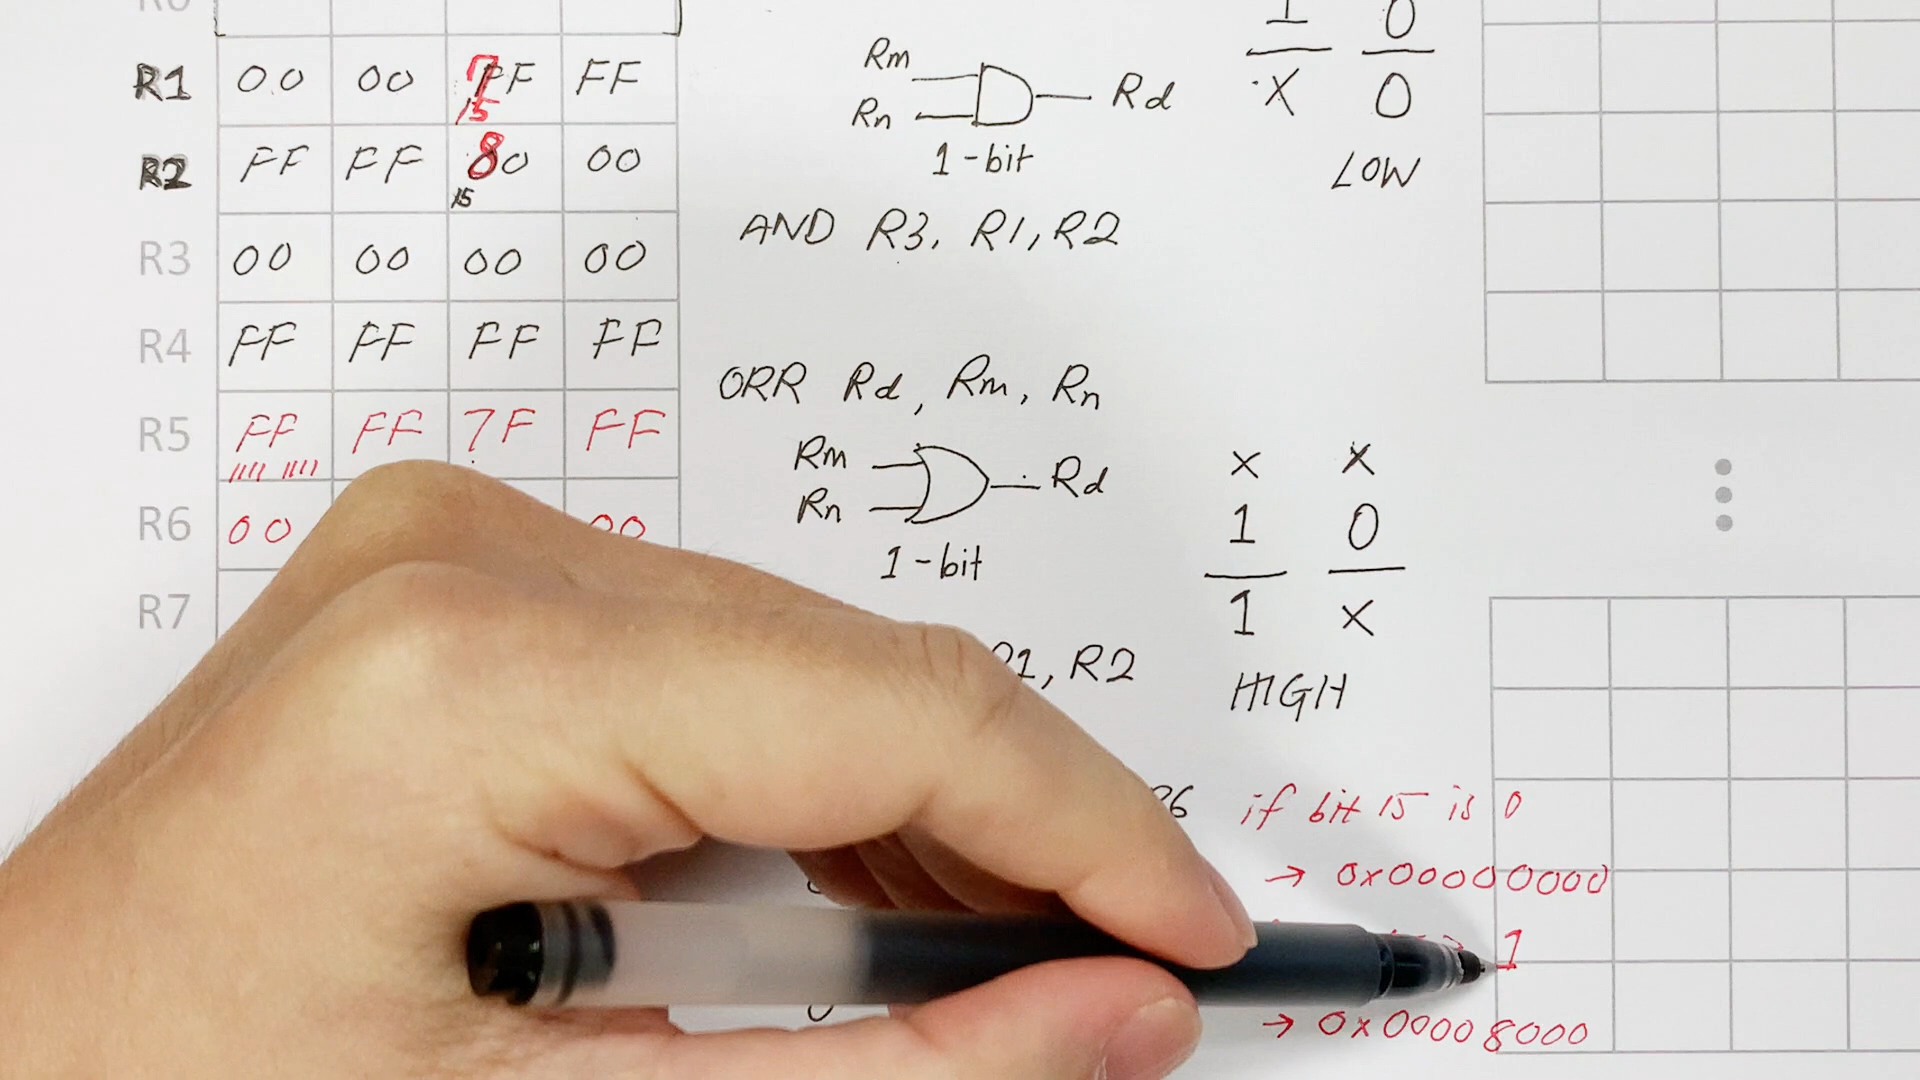 R1 00 00 7FF FF
15
R2 FF FF 80 00
15
R3 00 00 00 00
R4 FF FF FF FF
R5 FF FF 7F FF
1111 1111
R6 00 00
R7
Rm
Rn
Rd
1-bit
AND R3, R1, R2
1 0
X 0
LOW
ORR Rd, Rm, Rn
Rm
Rn
Rd
1-bit
X X
1 0
1 X
HIGH
R2
if bit 15 is 0
→ 0x00000000
1
→ 0x00008000